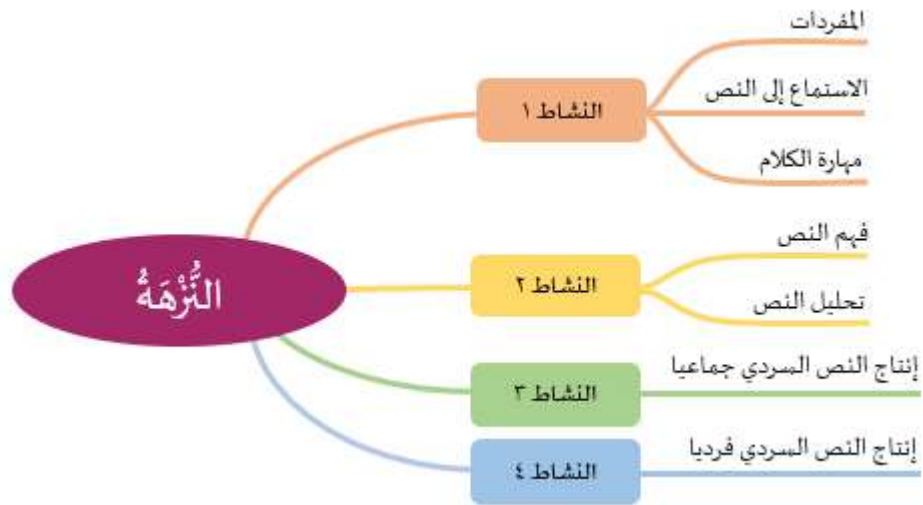 النُّزْهَةُ
النشاط ١
المفردات
الاستماع إلى النص
مهارة الكلام
النشاط ٢
فهم النص
تحليل النص
النشاط ٣
إنتاج النص السردي جماعيا
النشاط ٤
إنتاج النص السردي فرديا